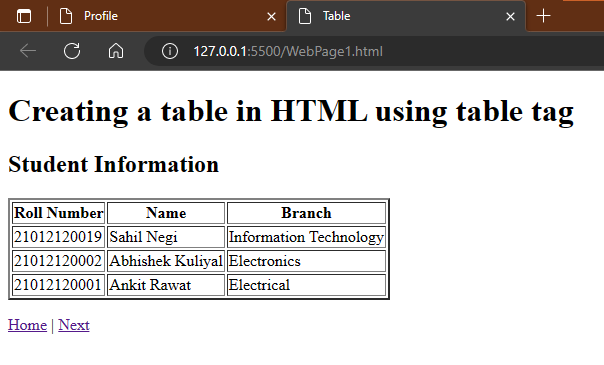 Profile
Table
127.0.0.1:5500/WebPage1.html
Creating a table in HTML using table tag
Student Information
Roll Number Name Branch
21012120019 Sahil Negi Information Technology
21012120002 Abhishek Kuliyal Electronics
21012120001 Ankit Rawat Electrical
Home | Next